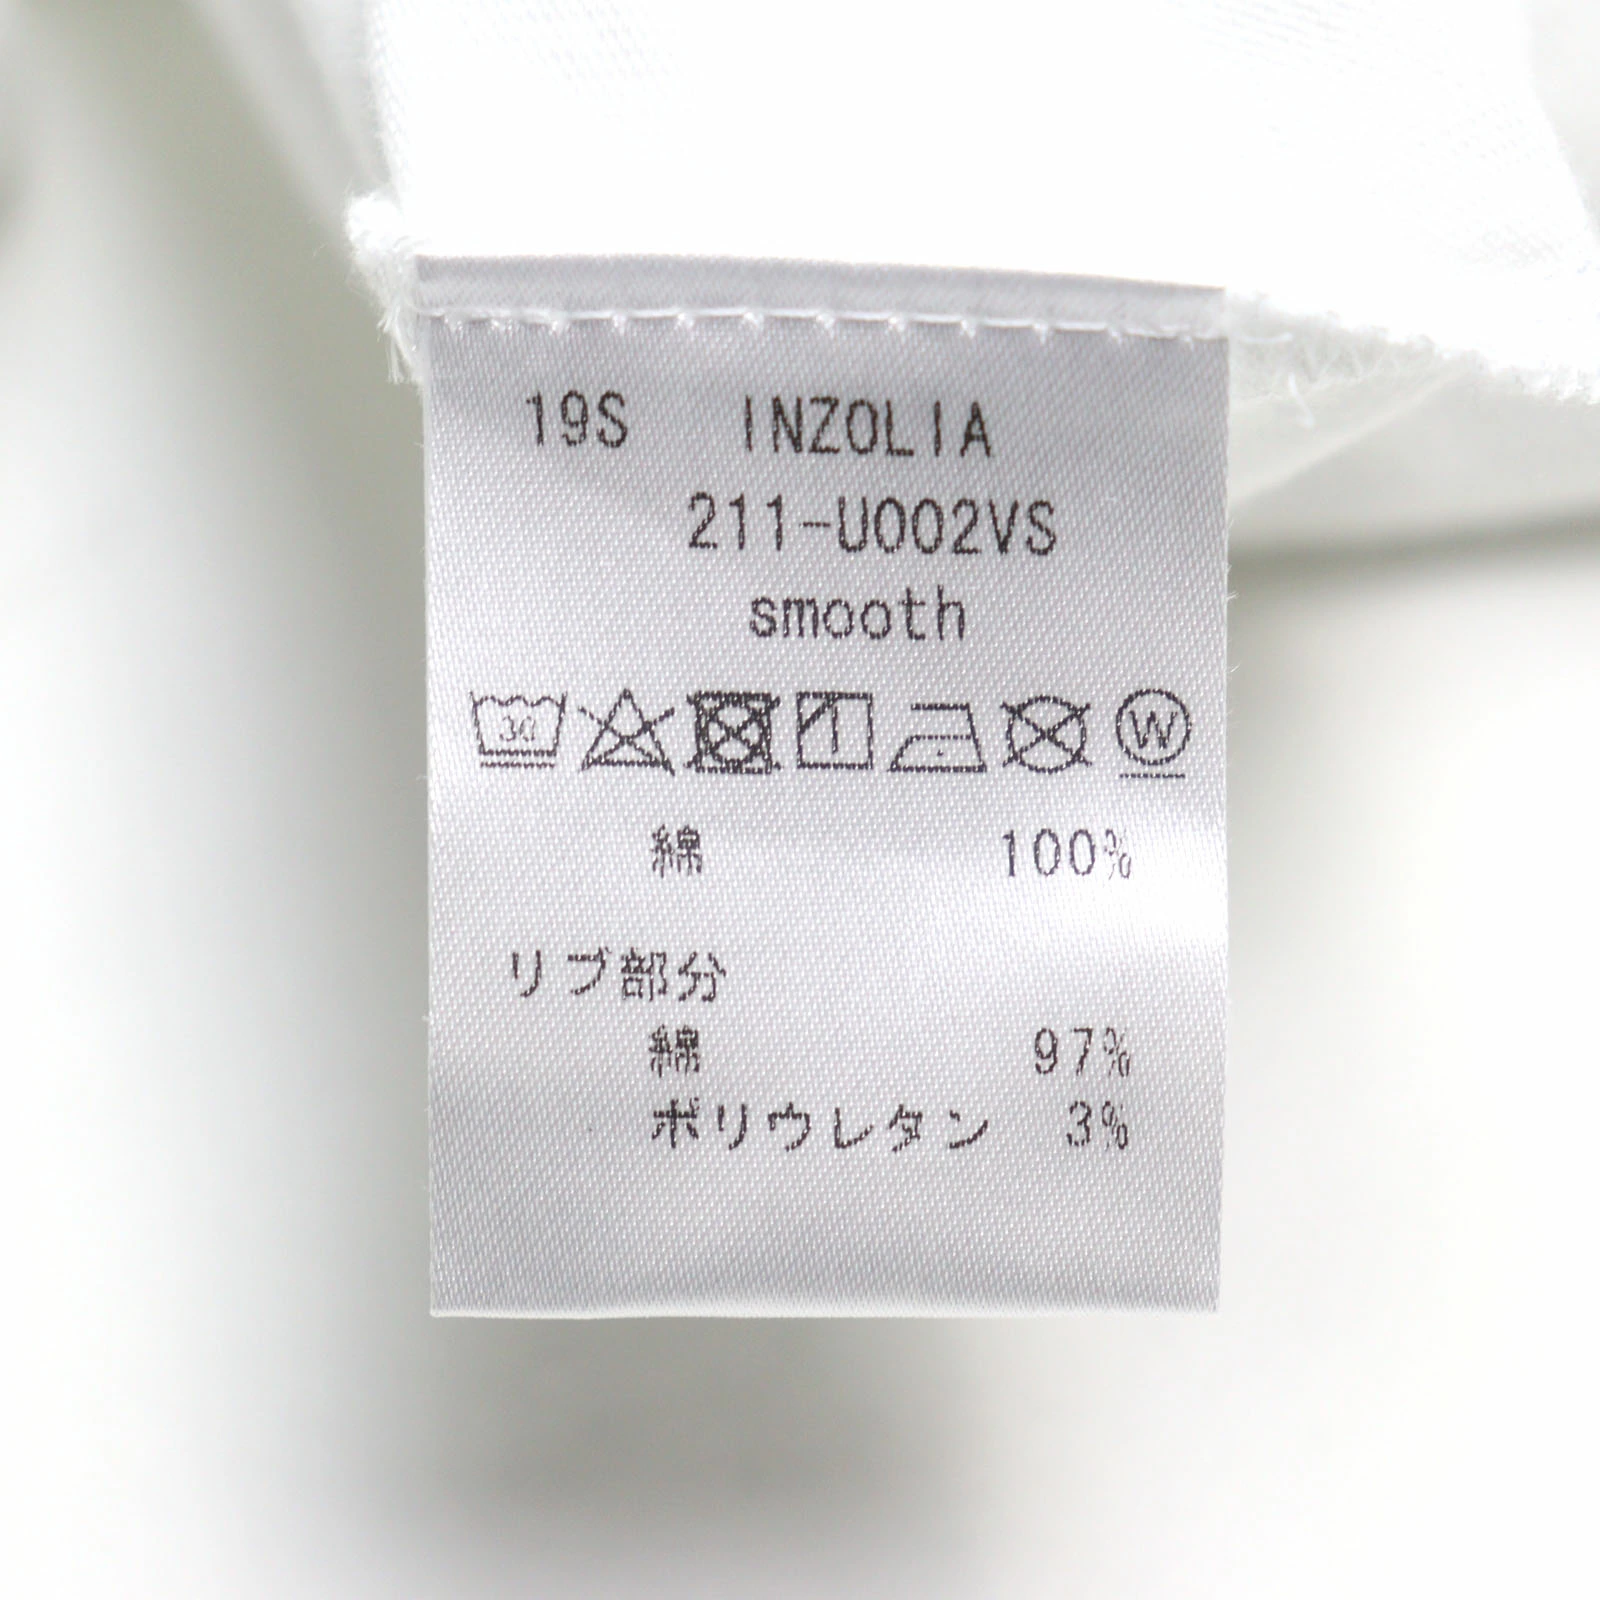 19S INZOLIA
211-U002VS
smooth
30 W
綿 100%
リブ部分
綿 97%
ポリウレタン 3%